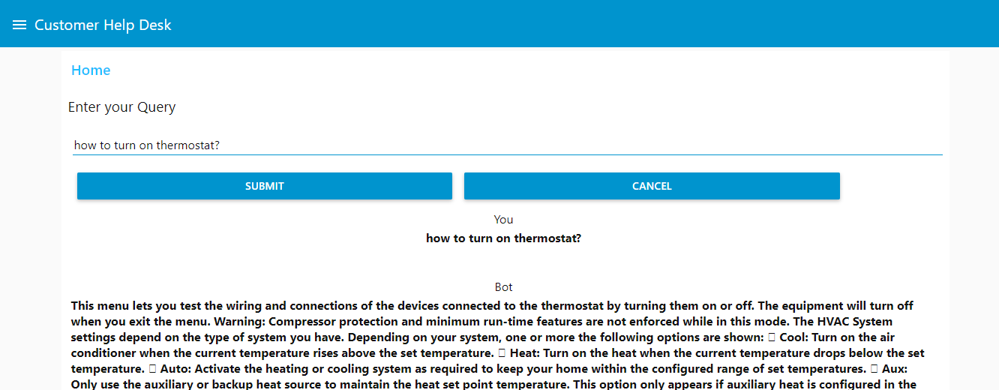 Customer Help Desk
Home
Enter your Query
how to turn on thermostat?
SUBMIT CANCEL
You
how to turn on thermostat?
Bot
This menu lets you test the wiring and connections of the devices connected to the thermostat by turning them on or off. The equipment will turn off
when you exit the menu. Warning: Compressor protection and minimum run-time features are not enforced while in this mode. The HVAC System
settings depend on the type of system you have. Depending on your system, one or more the following options are shown: ▯ Cool: Turn on the air
conditioner when the current temperature rises above the set temperature. ▯ Heat: Turn on the heat when the current temperature drops below the set
temperature. ▯ Auto: Activate the heating or cooling system as required to keep your home within the configured range of set temperatures. ▯ Aux:
Only use the auxiliary or backup heat source to maintain the heat set point temperature. This option only appears if auxiliary heat is configured in the